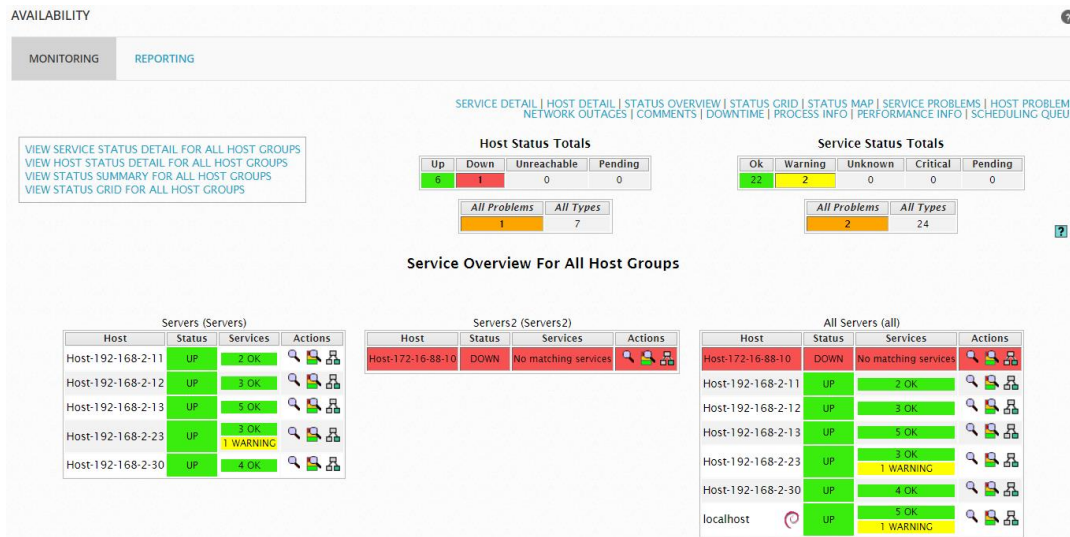 AVAILABILITY
?
MONITORING REPORTING
SERVICE DETAIL | HOST DETAIL | STATUS OVERVIEW | STATUS GRID | STATUS MAP | SERVICE PROBLEMS | HOST PROBLEM
NETWORK OUTAGES | COMMENTS | DOWNTIME | PROCESS INFO | PERFORMANCE INFO | SCHEDULING QUEU
VIEW SERVICE STATUS DETAIL FOR ALL HOST GROUPS
VIEW HOST STATUS DETAIL FOR ALL HOST GROUPS
VIEW STATUS SUMMARY FOR ALL HOST GROUPS
VIEW STATUS GRID FOR ALL HOST GROUPS
Host Status Totals
Up Down Unreachable Pending
6 1 0 0
All Problems All Types
1 7
Service Status Totals
Ok Warning Unknown Critical Pending
22 2 0 0 0
All Problems All Types
2 24
?
Service Overview For All Host Groups
Servers (Servers)
Host Status Services Actions
Host-192-168-2-11 UP 2 OK
Host-192-168-2-12 UP 3 OK
Host-192-168-2-13 UP 5 OK
Host-192-168-2-23 UP 3 OK
1 WARNING
Host-192-168-2-30 UP 4 OK
Servers2 (Servers2)
Host Status Services Actions
Host-172-16-88-10 DOWN No matching services
All Servers (all)
Host Status Services Actions
Host-172-16-88-10 DOWN No matching services
Host-192-168-2-11 UP 2 OK
Host-192-168-2-12 UP 3 OK
Host-192-168-2-13 UP 5 OK
Host-192-168-2-23 UP 3 OK
1 WARNING
Host-192-168-2-30 UP 4 OK
localhost UP 5 OK
1 WARNING